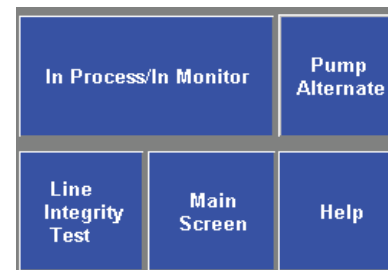 In Process/In Monitor
Pump
Alternate
Line
Integrity
Test
Main
Screen
Help